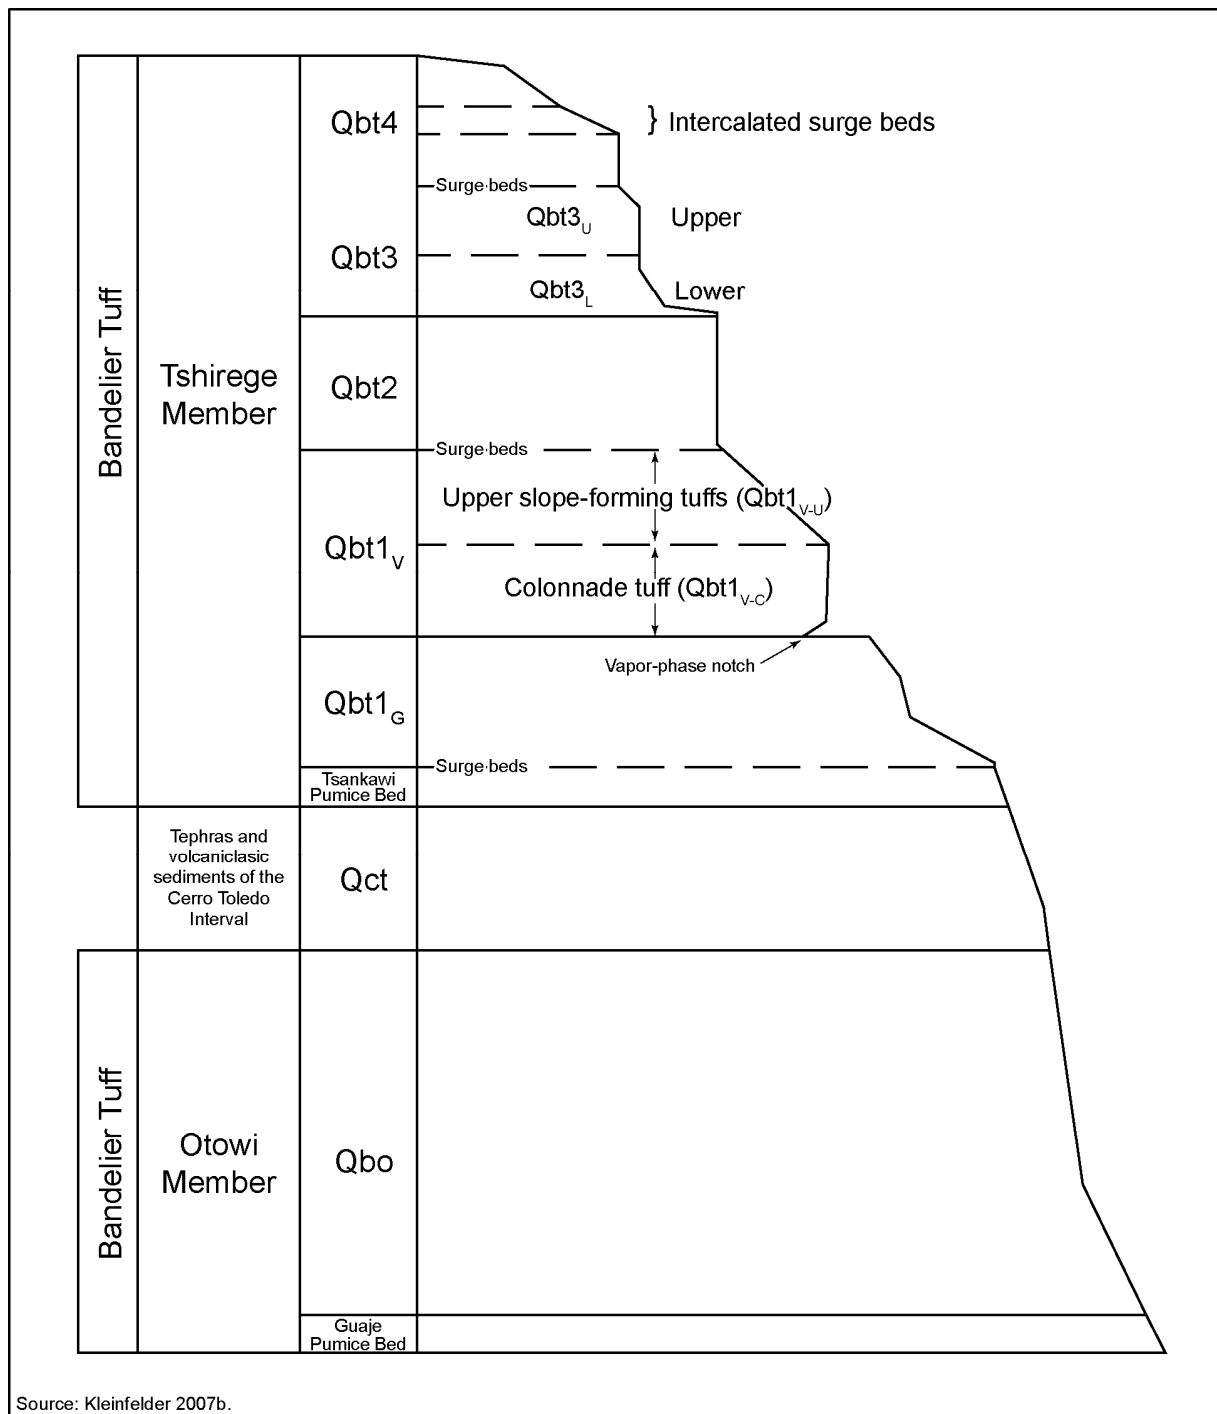 Bandelier Tuff
Tshirege
Member
Qbt4
Intercalated surge beds
Surge beds
Qbt3U
Upper
Qbt3
Qbt3L
Lower
Qbt2
Surge beds
Upper slope-forming tuffs (Qbt1V-U)
Qbt1V
Colonnade tuff (Qbt1V-C)
Vapor-phase notch
Qbt1G
Surge beds
Tsankawi
Pumice Bed
Tephras and
volcaniclasic
sediments of the
Cerro Toledo
Interval
Qct
Bandelier Tuff
Otowi
Member
Qbo
Guaje
Pumice Bed
Source: Kleinfelder 2007b.